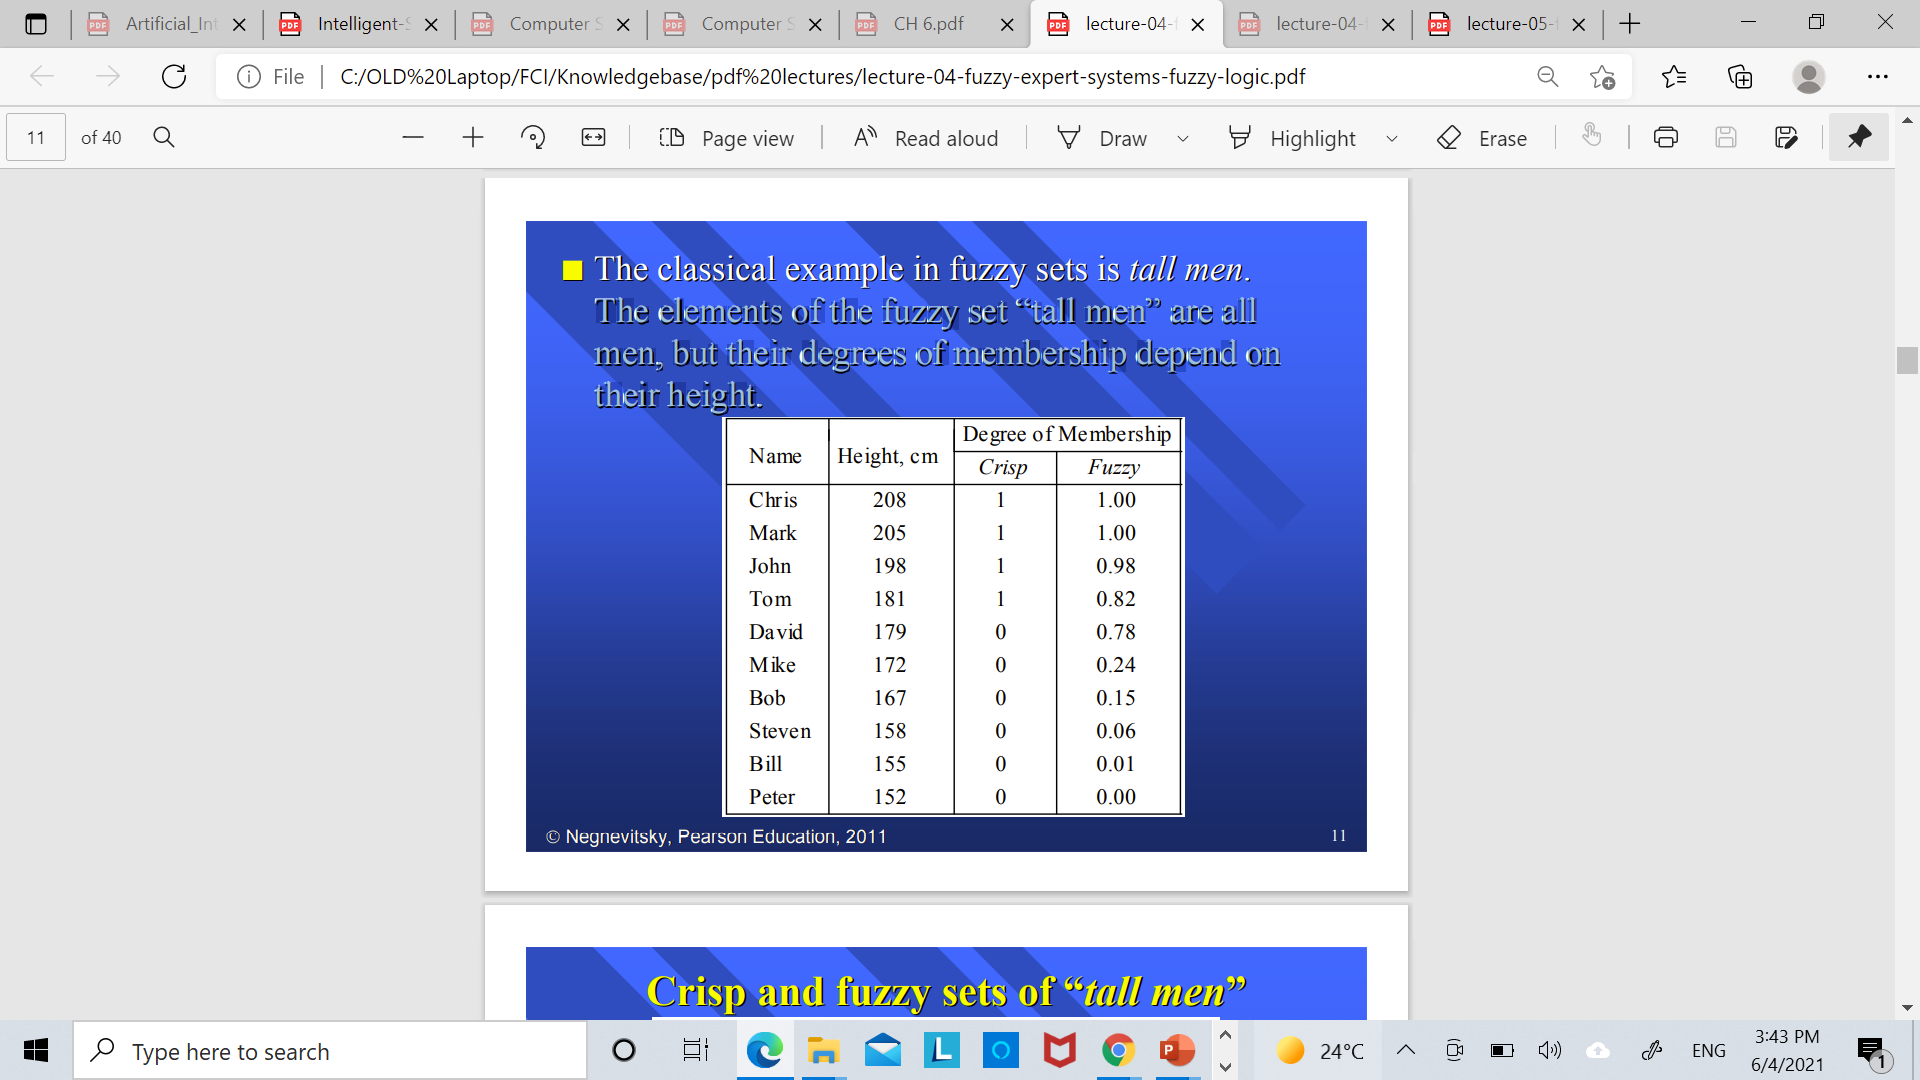 Artificial_Int
Intelligent-S
Computer S
Computer S
CH 6.pdf
lecture-04-f
lecture-04-f
lecture-05-f
File
C:/OLD%20Laptop/FCI/Knowledgebase/pdf%20lectures/lecture-04-fuzzy-expert-systems-fuzzy-logic.pdf
11 of 40
Page view
Read aloud
Draw
Highlight
Erase
The classical example in fuzzy sets is tall men.
The elements of the fuzzy set “tall men” are all
men, but their degrees of membership depend on
their height.
Name Height, cm Degree of Membership
Crisp Fuzzy
Chris 208 1 1.00
Mark 205 1 1.00
John 198 1 0.98
Tom 181 1 0.82
David 179 0 0.78
Mike 172 0 0.24
Bob 167 0 0.15
Steven 158 0 0.06
Bill 155 0 0.01
Peter 152 0 0.00
© Negnevitsky, Pearson Education, 2011 11
Crisp and fuzzy sets of “tall men”
Type here to search
24°C
ENG
3:43 PM
6/4/2021
1